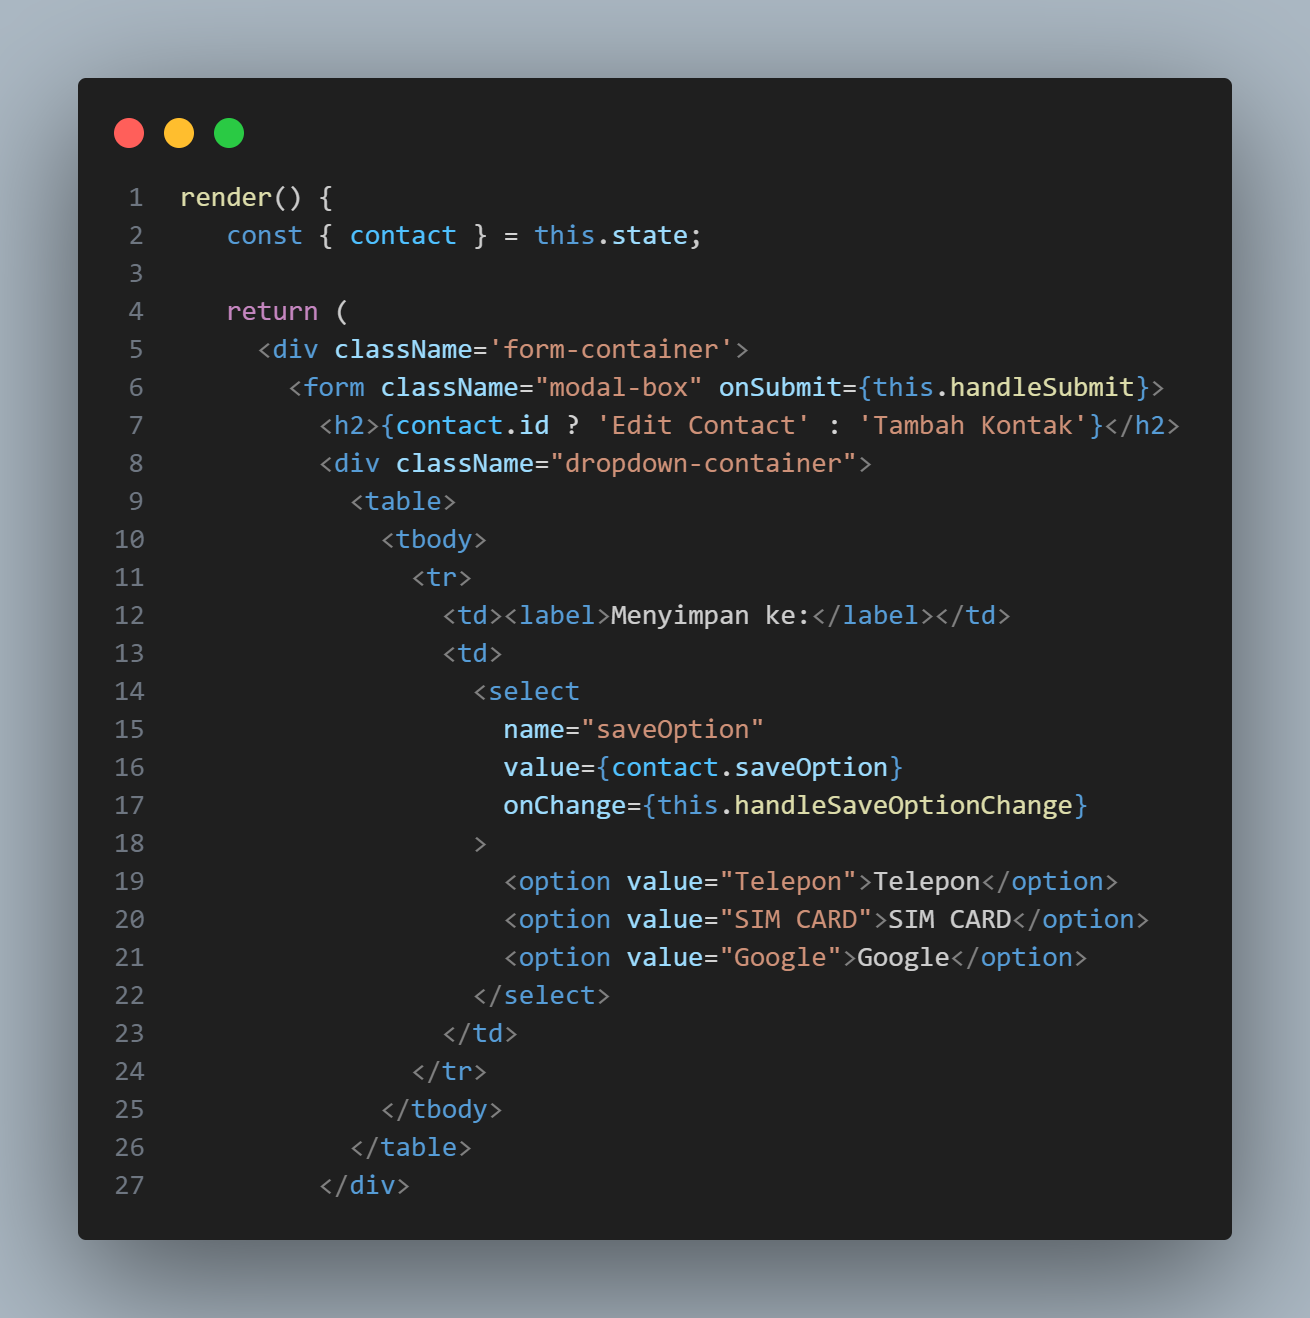 1 render() {
2 const { contact } = this.state;
3
4 return (
5 <div className='form-container'>
6 <form className="modal-box" onSubmit={this.handleSubmit}>
7 <h2>{contact.id ? 'Edit Contact' : 'Tambah Kontak'}</h2>
8 <div className="dropdown-container">
9 <table>
10 <tbody>
11 <tr>
12 <td><label>Menyimpan ke:</label></td>
13 <td>
14 <select
15 name="saveOption"
16 value={contact.saveOption}
17 onChange={this.handleSaveOptionChange}
18 >
19 <option value="Telepon">Telepon</option>
20 <option value="SIM CARD">SIM CARD</option>
21 <option value="Google">Google</option>
22 </select>
23 </td>
24 </tr>
25 </tbody>
26 </table>
27 </div>